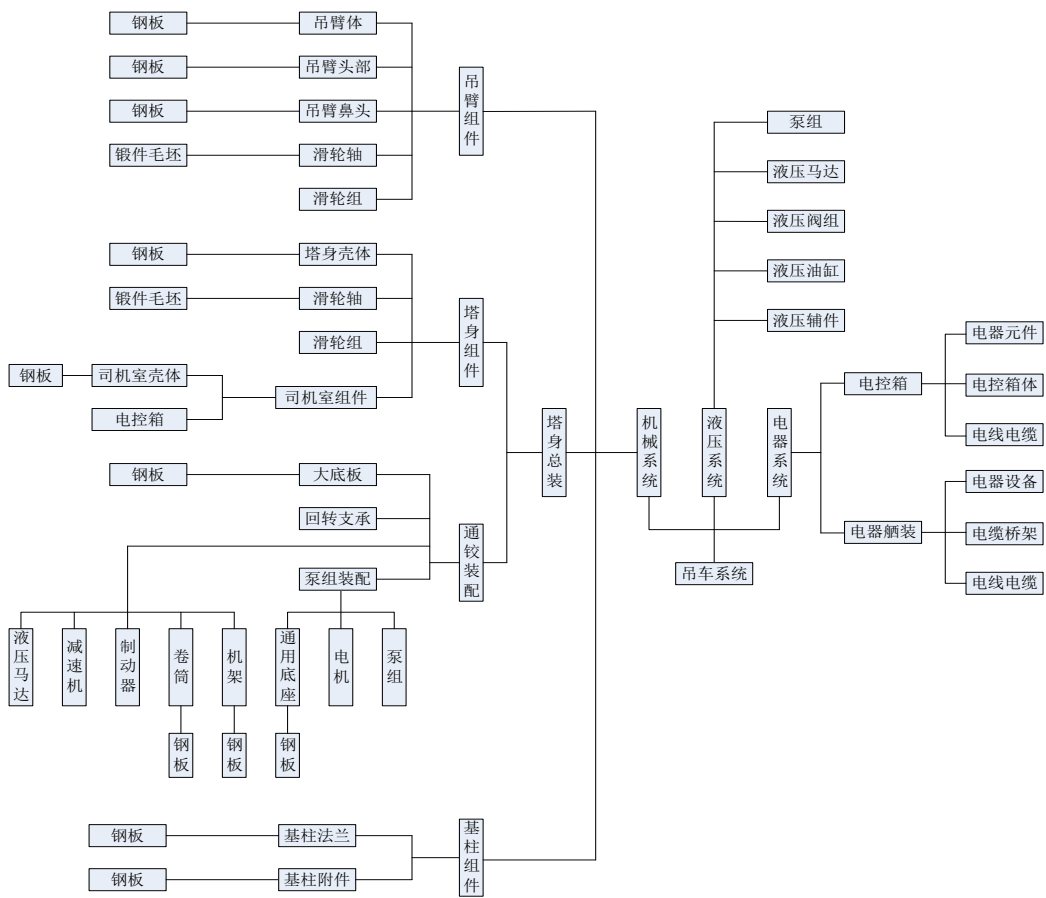 钢板
吊臂体
钢板
吊臂头部
钢板
吊臂鼻头
锻件毛坯
滑轮轴
滑轮组
吊臂组件
钢板
塔身壳体
锻件毛坯
滑轮轴
滑轮组
钢板
司机室壳体
电控箱
司机室组件
塔身组件
钢板
大底板
回转支承
泵组装配
通铰装配
液压马达
减速机
制动器
卷筒
机架
通用底座
电机
泵组
钢板
钢板
钢板
塔身总装
钢板
基柱法兰
钢板
基柱附件
基柱组件
机械系统
液压系统
电器系统
吊车系统
泵组
液压马达
液压阀组
液压油缸
液压辅件
电控箱
电器元件
电控箱体
电线电缆
电器舾装
电器设备
电缆桥架
电线电缆